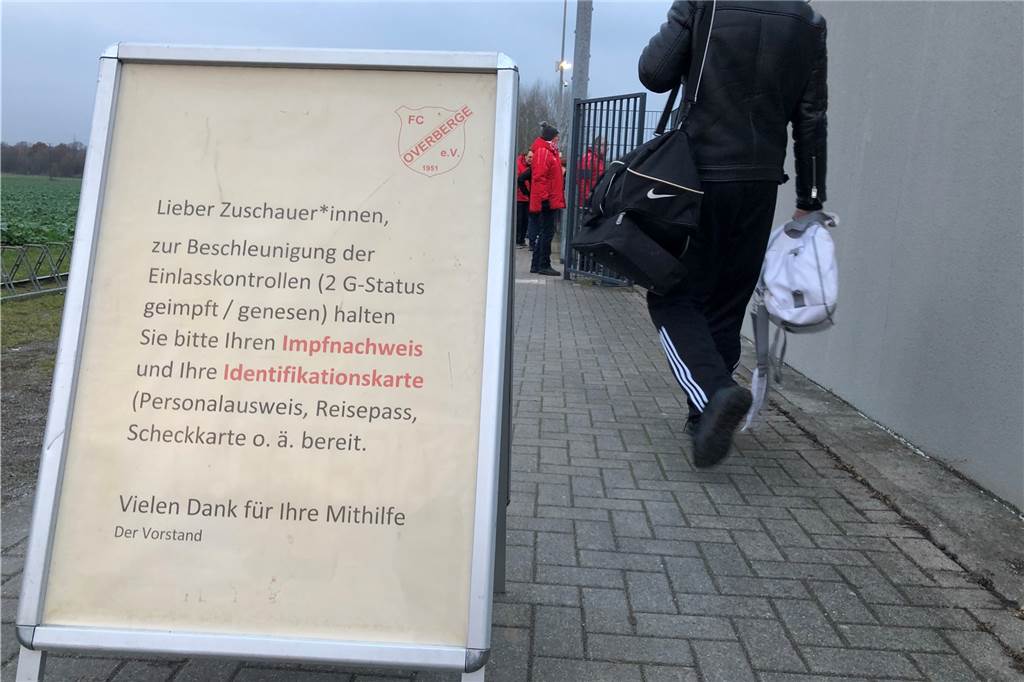 FC
OVERBERGE
e.V.
1951
Lieber Zuschauer*innen,
zur Beschleunigung der
Einlasskontrollen (2 G-Status
geimpft / genesen) halten
Sie bitte Ihren Impfnachweis
und Ihre Identifikationskarte
(Personalausweis, Reisepass,
Scheckkarte o. ä. bereit.
Vielen Dank für Ihre Mithilfe
Der Vorstand